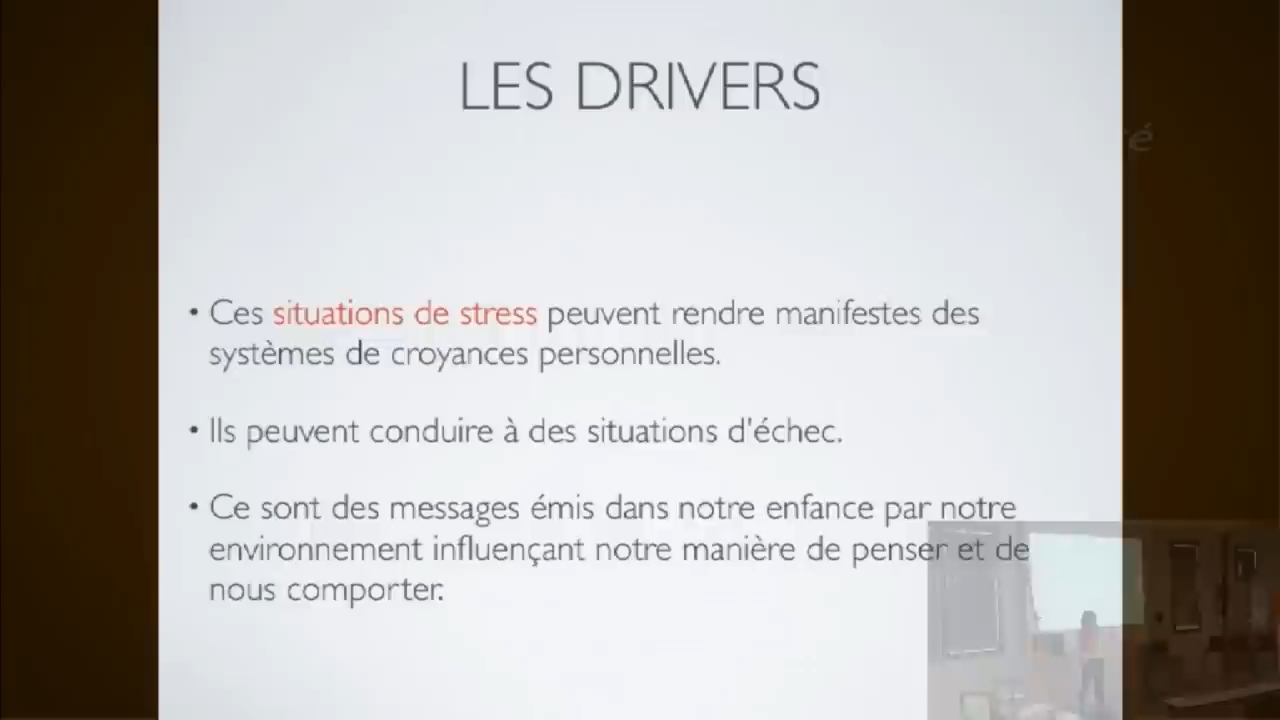 LES DRIVERS
• Ces situations de stress peuvent rendre manifestes des
systèmes de croyances personnelles.
• Ils peuvent conduire à des situations d'échec.
• Ce sont des messages émis dans notre enfance par notre
environnement influençant notre manière de penser et de
nous comporter.